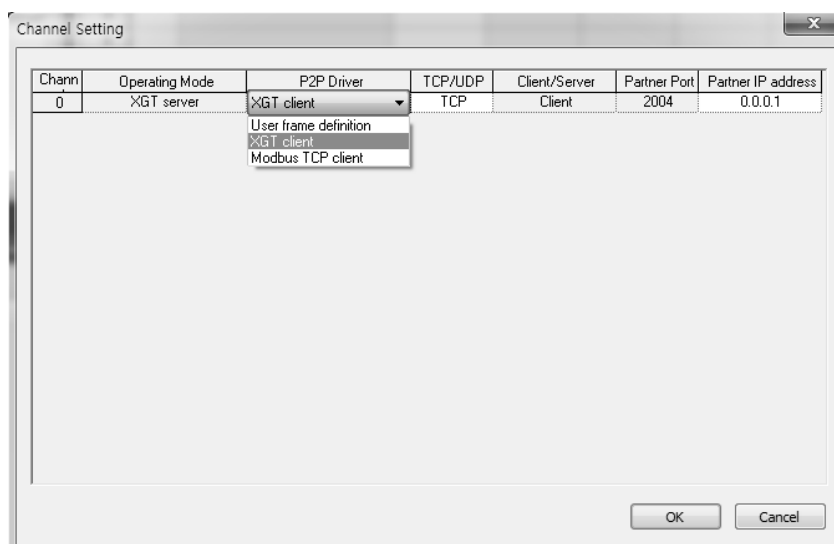 Channel Setting
Chann Operating Mode P2P Driver TCP/UDP Client/Server Partner Port Partner IP address
0 XGT server XGT client TCP Client 2004 0.0.0.1
User frame definition
XGT client
Modbus TCP client
OK Cancel